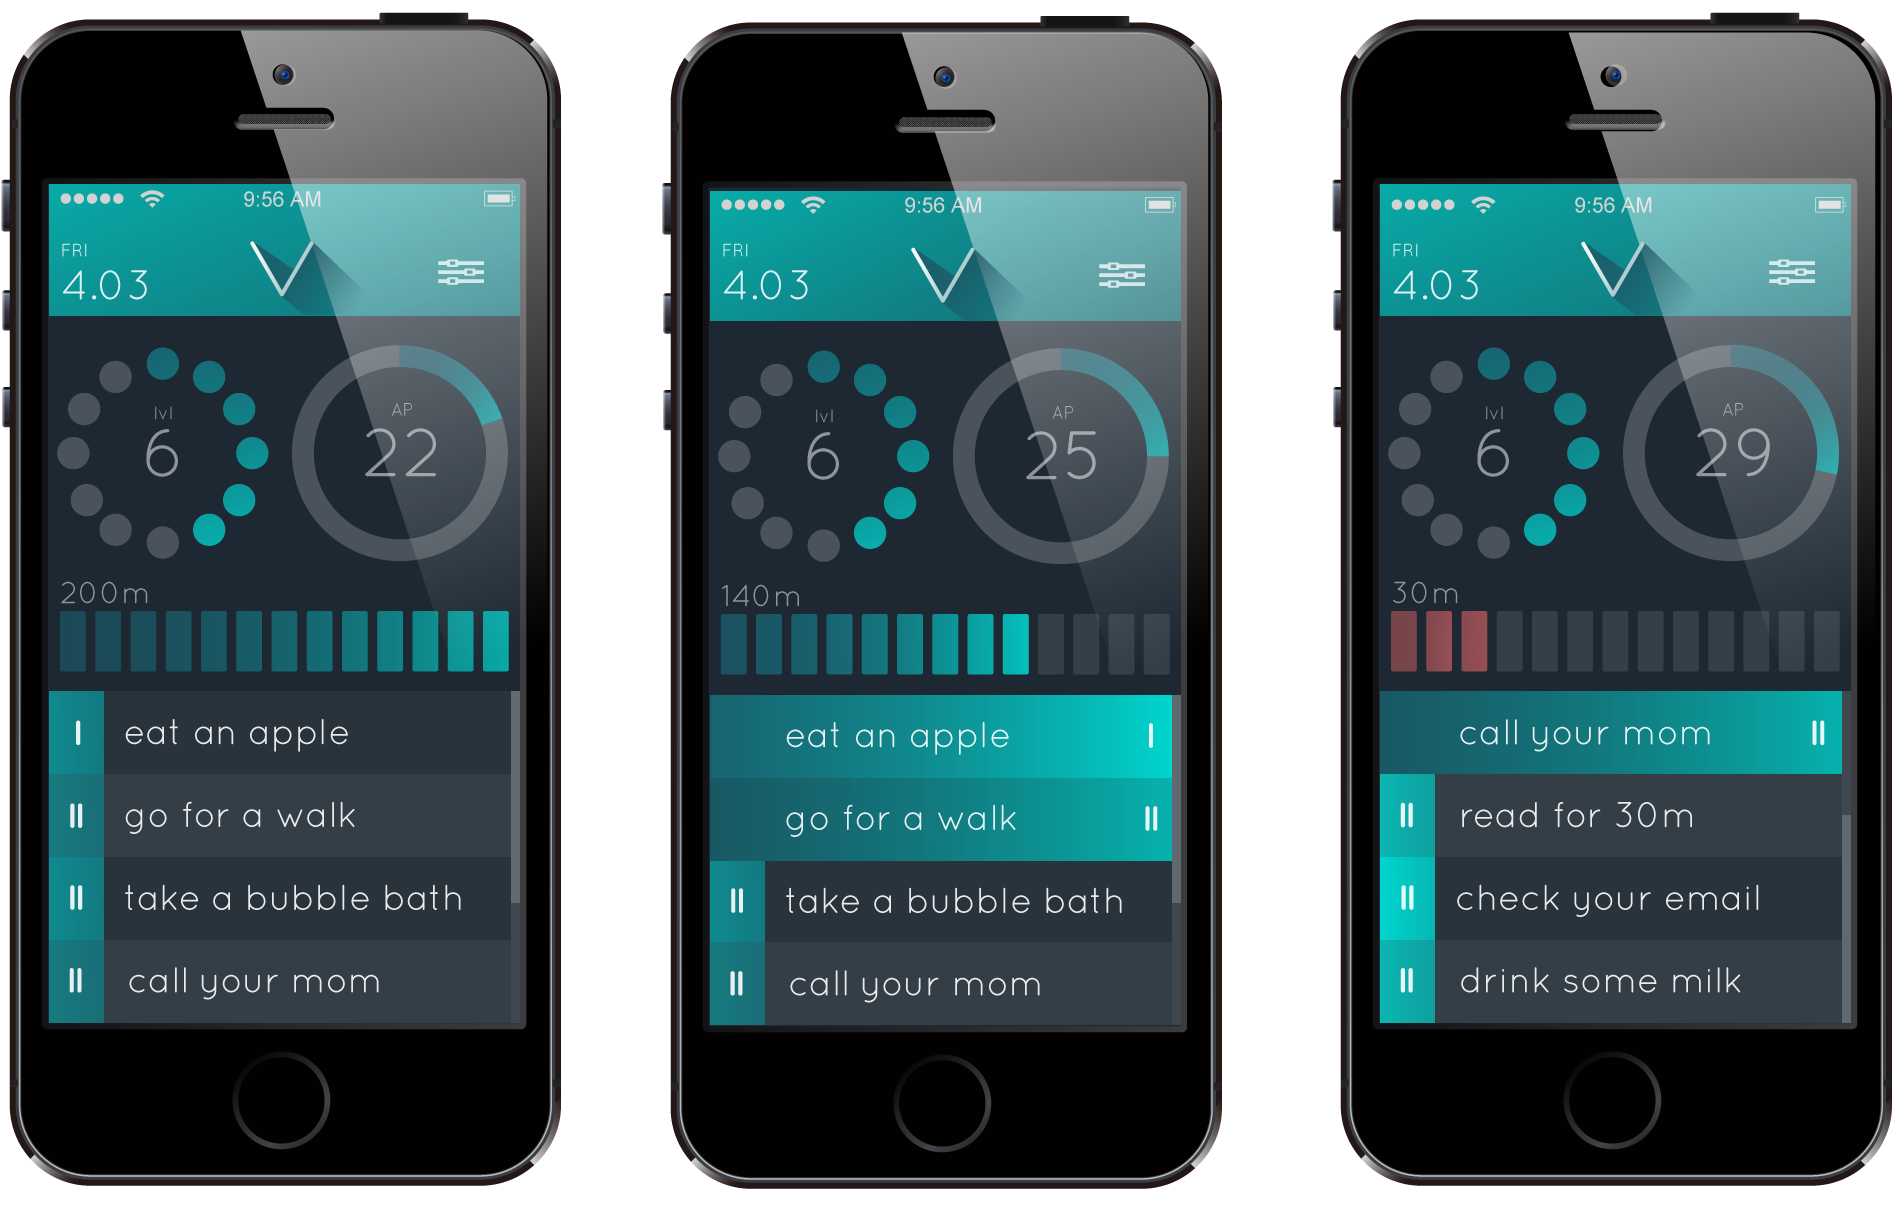 9:56 AM
FRI
4.03
lvl
6
AP
22
200m
I eat an apple
II go for a walk
II take a bubble bath
II call your mom
9:56 AM
FRI
4.03
lvl
6
AP
25
140m
eat an apple I
go for a walk II
II take a bubble bath
II call your mom
9:56 AM
FRI
4.03
lvl
6
AP
29
30m
call your mom II
II read for 30m
II check your email
II drink some milk